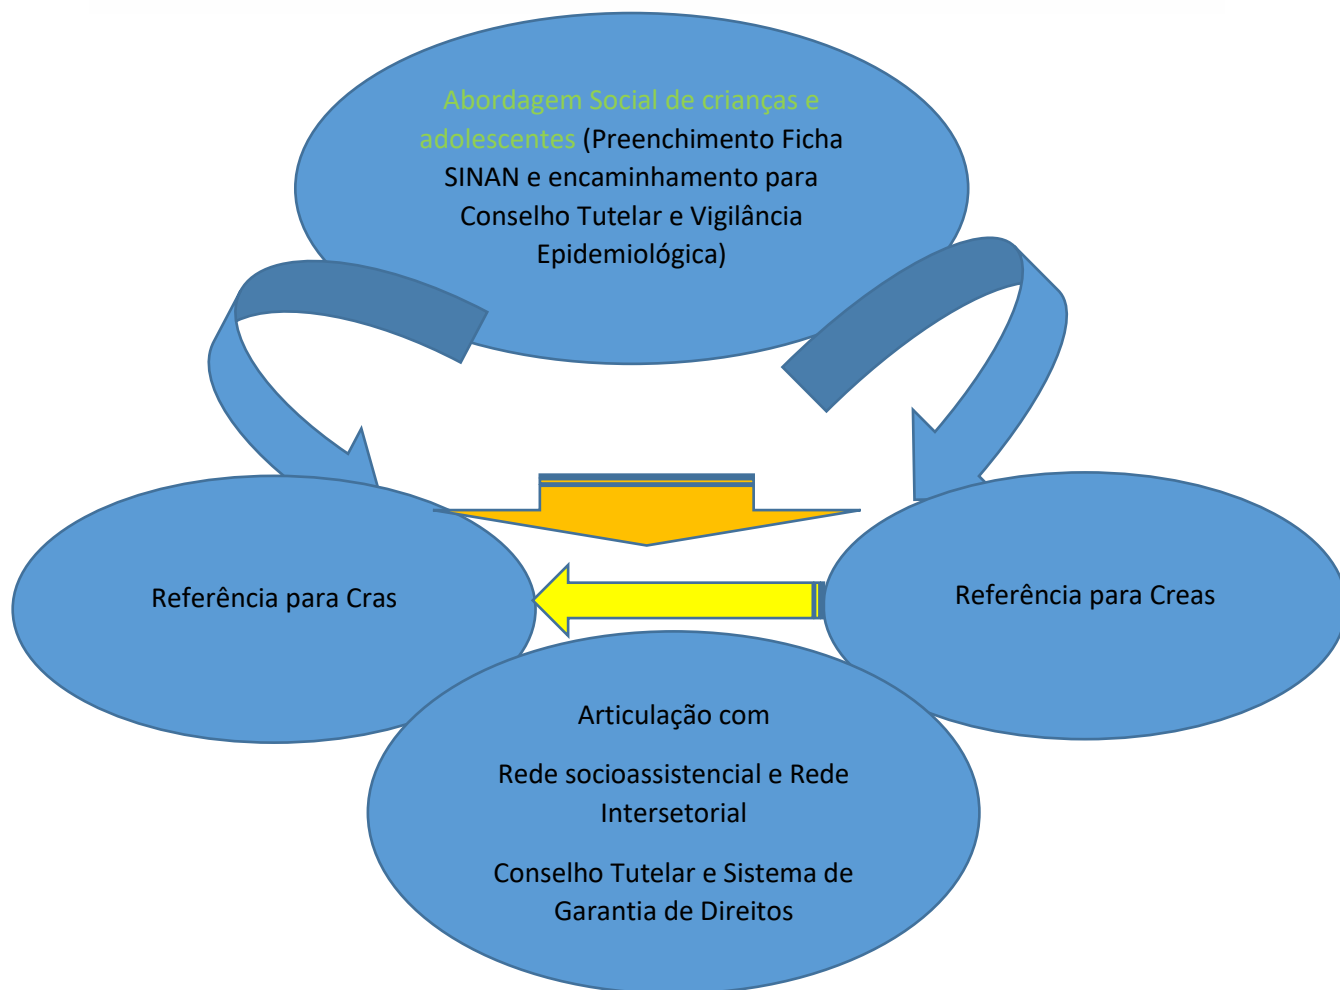 Abordagem Social de crianças e
adolescentes (Preenchimento Ficha
SINAN e encaminhamento para
Conselho Tutelar e Vigilância
Epidemiológica)
Referência para Cras
Referência para Creas
Articulação com
Rede socioassistencial e Rede
Intersetorial
Conselho Tutelar e Sistema de
Garantia de Direitos